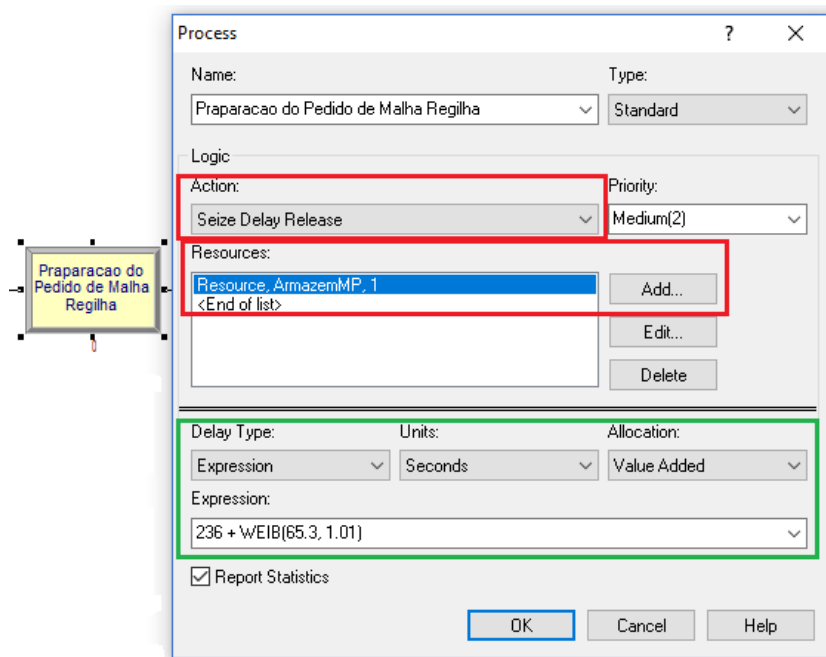 Process
?
X
Name:
Type:
Praparacao do Pedido de Malha Regilha
Standard
Logic
Action:
Priority:
Seize Delay Release
Medium(2)
Resources:
Resource, ArmazemMP, 1
<End of list>
Add...
Edit...
Delete
Delay Type:
Units:
Allocation:
Expression
Seconds
Value Added
Expression:
236 + WEIB(65.3, 1.01)
Report Statistics
OK
Cancel
Help
Praparacao do
Pedido de Malha
Regilha
0